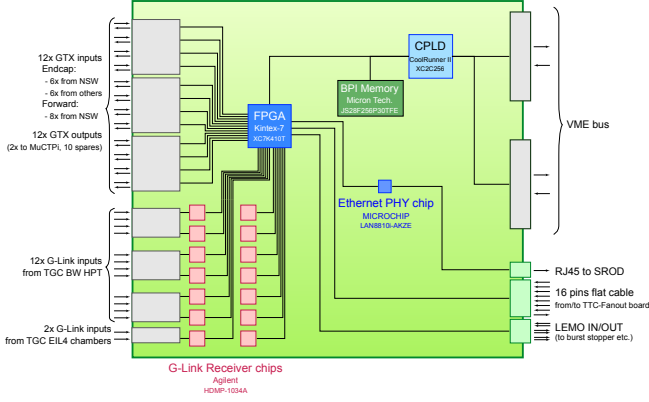 12x GTX inputs
Endcap:
- 6x from NSW
- 6x from others
Forward:
- 8x from NSW
12x GTX outputs
(2x to MuCTPi, 10 spares)
12x G-Link inputs
from TGC BW HPT
2x G-Link inputs
from TGC EIL4 chambers
CPLD
CoolRunner II
XC2C256
BPI Memory
Micron Tech.
JS28F256P30TFE
FPGA
Kintex-7
XC7K410T
Ethernet PHY chip
MICROCHIP
LAN8810i-AKZE
VME bus
RJ45 to SROD
16 pins flat cable
from/to TTC-Fanout board
LEMO IN/OUT
(to burst stopper etc.)
G-Link Receiver chips
Agilent
HDMP-1034A